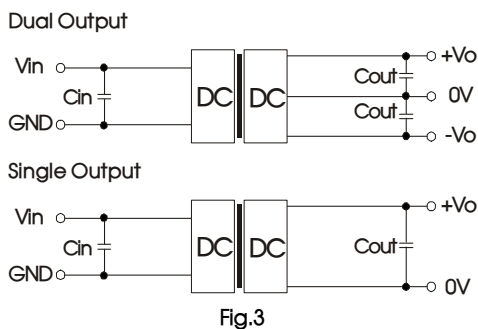 Dual Output
Vin
Cin
GND
DC DC
Cout
Cout
+Vo
0V
-Vo
Single Output
Vin
Cin
GND
DC DC
Cout
+Vo
0V
Fig.3